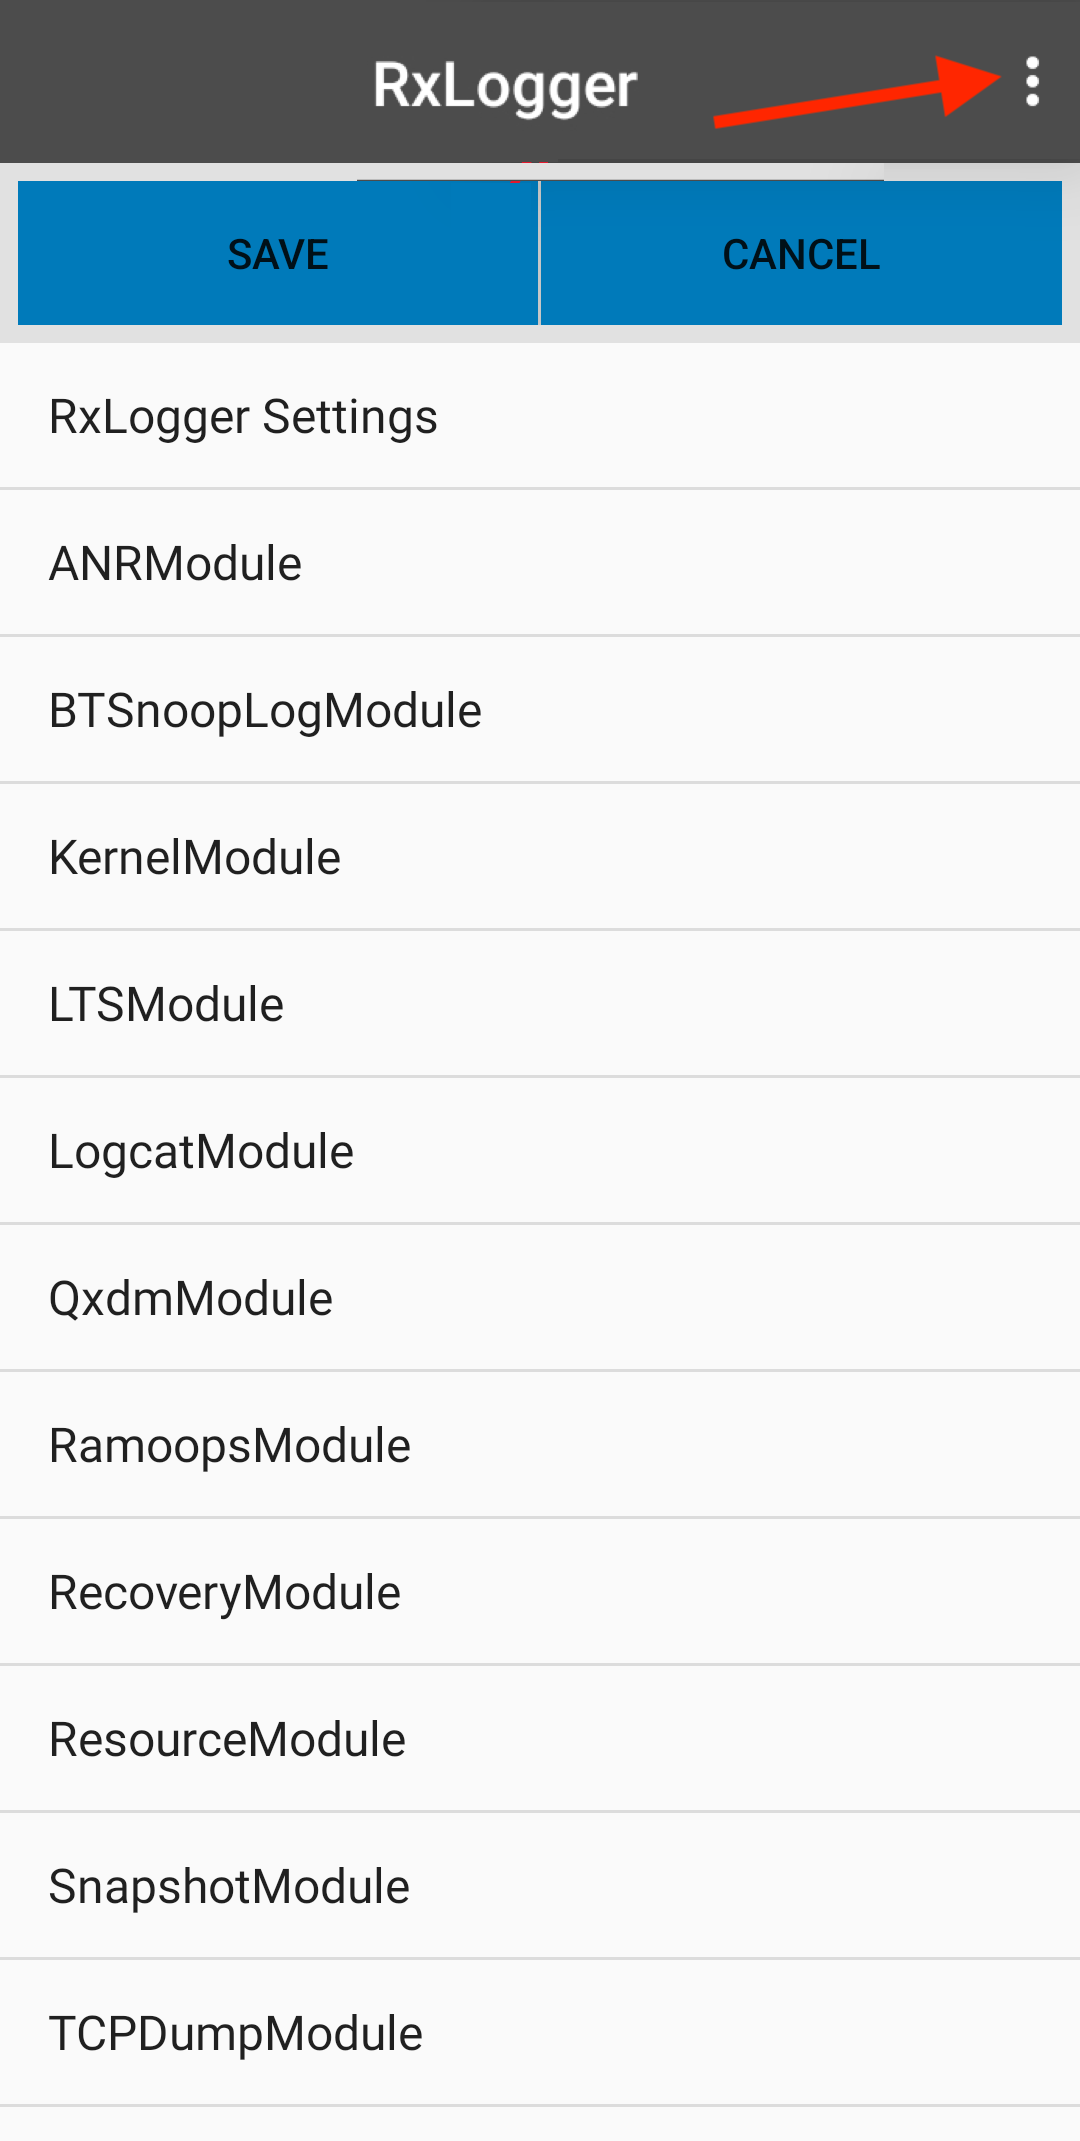 RxLogger
SAVE CANCEL
RxLogger Settings
ANRModule
BTSnoopLogModule
KernelModule
LTSModule
LogcatModule
QxdmModule
RamoopsModule
RecoveryModule
ResourceModule
SnapshotModule
TCPDumpModule